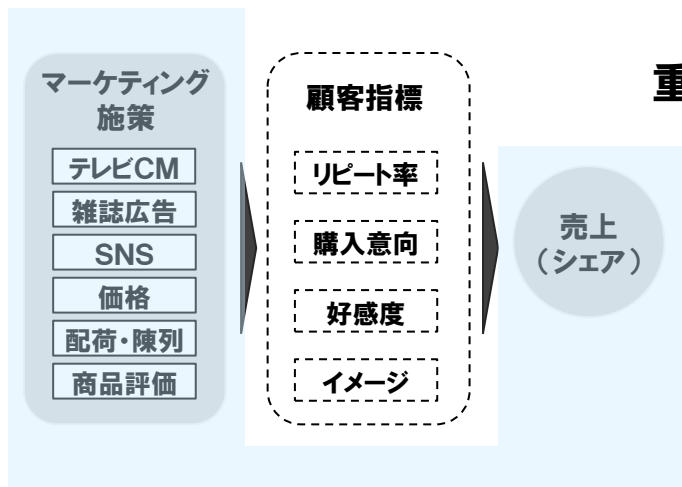 マーケティング
施策
テレビCM
雑誌広告
SNS
価格
配荷・陳列
商品評価
顧客指標
リピート率
購入意向
好感度
イメージ
売上
（シェア）